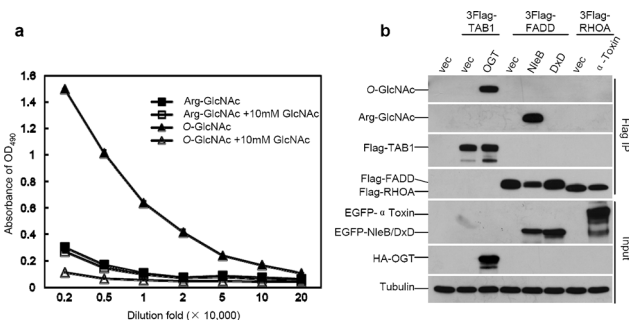 a
Absorbance of OD490
1.6
1.4
1.2
1
0.8
0.6
0.4
0.2
0
0.2 0.5 1 2 5 10 20
Dilution fold (× 10,000)
Arg-GlcNAc
Arg-GlcNAc +10mM GlcNAc
O-GlcNAc
O-GlcNAc +10mM GlcNAc
b
3Flag-TAB1
3Flag-FADD
3Flag-RHOA
vec vec OGT vec NleB DxD vec α-Toxin
O-GlcNAc
Arg-GlcNAc
Flag-TAB1
Flag-FADD
Flag-RHOA
EGFP-α Toxin
EGFP-NleB/DxD
HA-OGT
Tubulin
Flag IP
Input